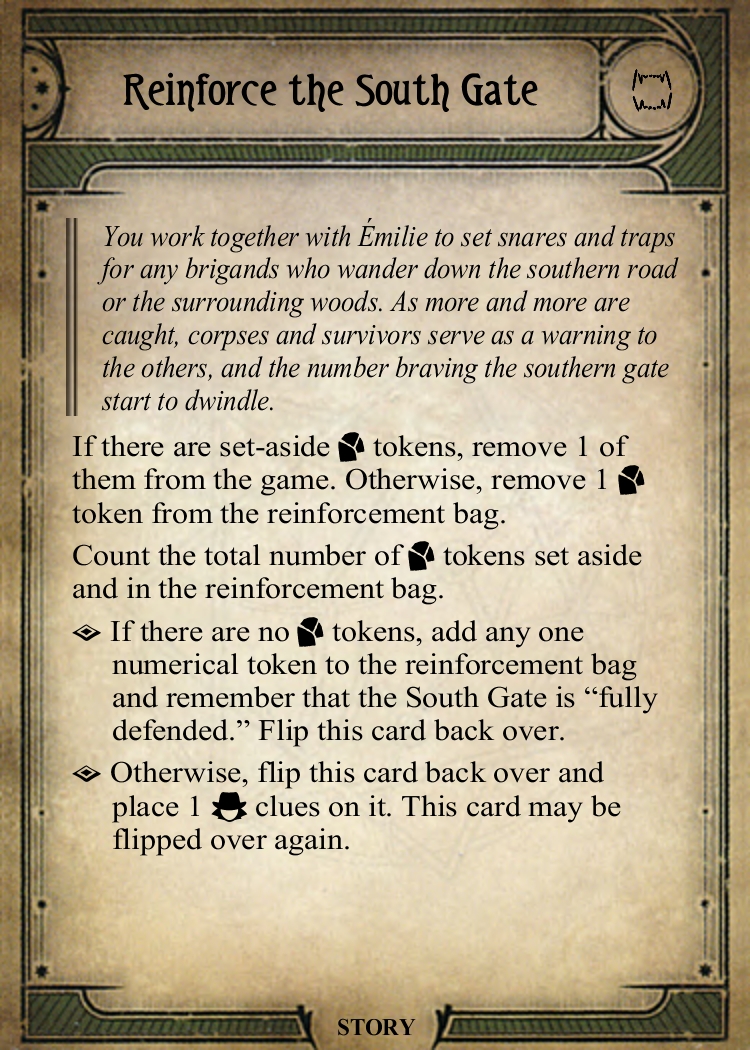 Reinforce the South Gate
You work together with Émilie to set snares and traps
for any brigands who wander down the southern road
or the surrounding woods. As more and more are
caught, corpses and survivors serve as a warning to
the others, and the number braving the southern gate
start to dwindle.
If there are set-aside tokens, remove 1 of
them from the game. Otherwise, remove 1
token from the reinforcement bag.
Count the total number of tokens set aside
and in the reinforcement bag.
If there are no tokens, add any one
numerical token to the reinforcement bag
and remember that the South Gate is “fully
defended.” Flip this card back over.
Otherwise, flip this card back over and
place 1 clues on it. This card may be
flipped over again.
STORY